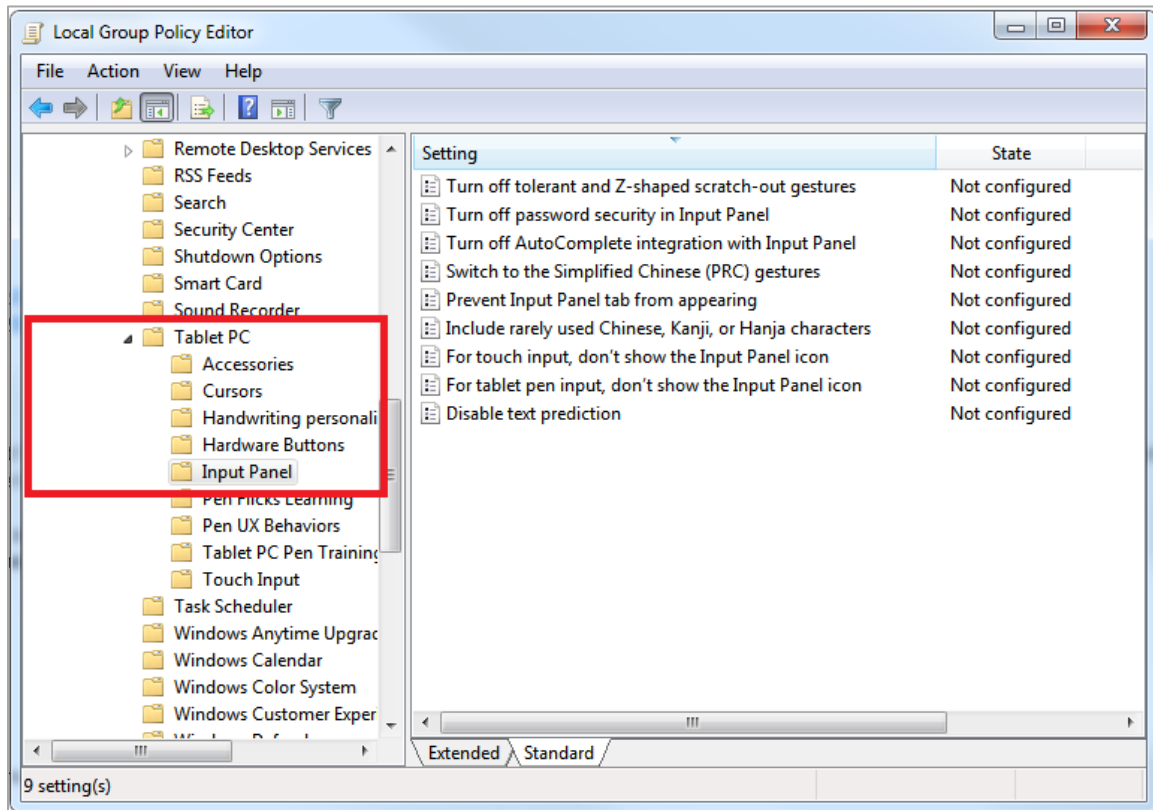 Local Group Policy Editor
File Action View Help
Remote Desktop Services
RSS Feeds
Search
Security Center
Shutdown Options
Smart Card
Sound Recorder
Tablet PC
Accessories
Cursors
Handwriting personali
Hardware Buttons
Input Panel
Pen Flicks Learning
Pen UX Behaviors
Tablet PC Pen Training
Touch Input
Task Scheduler
Windows Anytime Upgrad
Windows Calendar
Windows Color System
Windows Customer Exper
Setting State
Turn off tolerant and Z-shaped scratch-out gestures Not configured
Turn off password security in Input Panel Not configured
Turn off AutoComplete integration with Input Panel Not configured
Switch to the Simplified Chinese (PRC) gestures Not configured
Prevent Input Panel tab from appearing Not configured
Include rarely used Chinese, Kanji, or Hanja characters Not configured
For touch input, don't show the Input Panel icon Not configured
For tablet pen input, don't show the Input Panel icon Not configured
Disable text prediction Not configured
Extended Standard
9 setting(s)